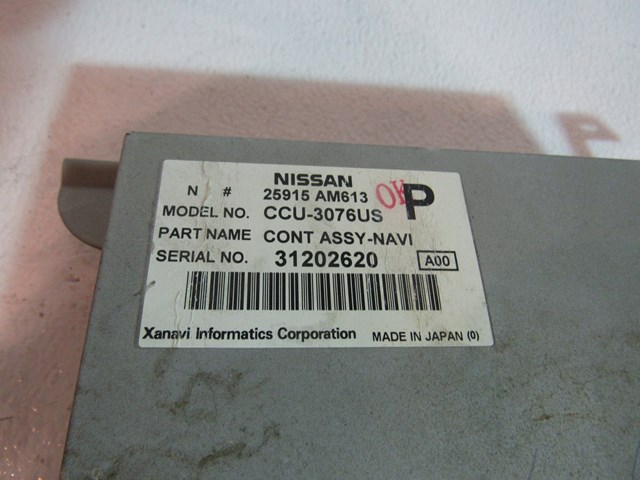 NISSAN
N # 25915 AM613
OK P
MODEL NO. CCU-3076US
PART NAME CONT ASSY-NAVI
SERIAL NO. 31202620 A00
Xanavi Informatics Corporation MADE IN JAPAN (0)